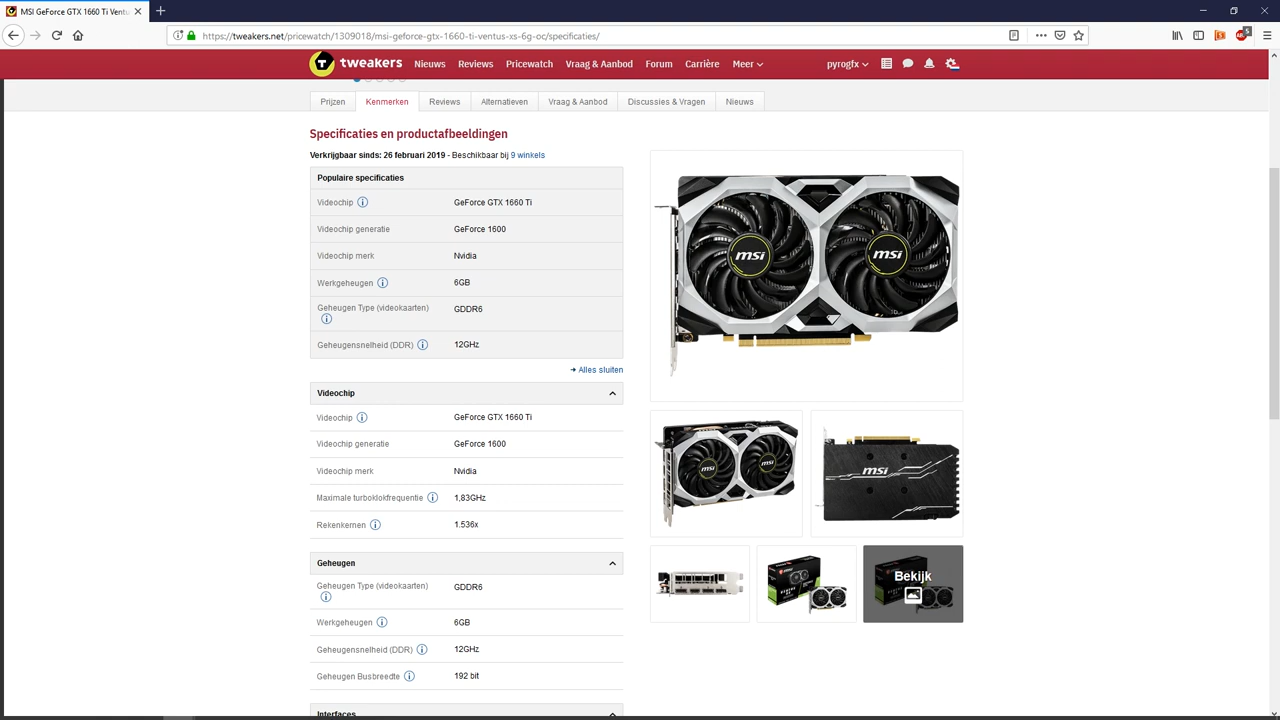 MSI GeForce GTX 1660 Ti Ventu
https://tweakers.net/pricewatch/1309018/msi-geforce-gtx-1660-ti-ventus-xs-6g-oc/specificaties/
tweakers Nieuws Reviews Pricewatch Vraag & Aanbod Forum Carrière Meer pyrogfx
Prijzen Kenmerken Reviews Alternatieven Vraag & Aanbod Discussies & Vragen Nieuws
Specificaties en productafbeeldingen
Verkrijgbaar sinds: 26 februari 2019 - Beschikbaar bij 9 winkels
Populaire specificaties
Videochip GeForce GTX 1660 Ti
Videochip generatie GeForce 1600
Videochip merk Nvidia
Werkgeheugen 6GB
Geheugen Type (videokaarten) GDDR6
Geheugensnelheid (DDR) 12GHz
Alles sluiten
Videochip
Videochip GeForce GTX 1660 Ti
Videochip generatie GeForce 1600
Videochip merk Nvidia
Maximale turboklokfrequentie 1,83GHz
Rekenkernen 1.536x
Geheugen
Geheugen Type (videokaarten) GDDR6
Werkgeheugen 6GB
Geheugensnelheid (DDR) 12GHz
Geheugen Busbreedte 192 bit
Interfaces
msi msi
msi msi
msi
Bekijk